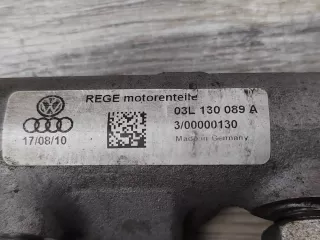 REGE motorenteile
03L 130 089 A
3/00000130
17/08/10
Made in Germany